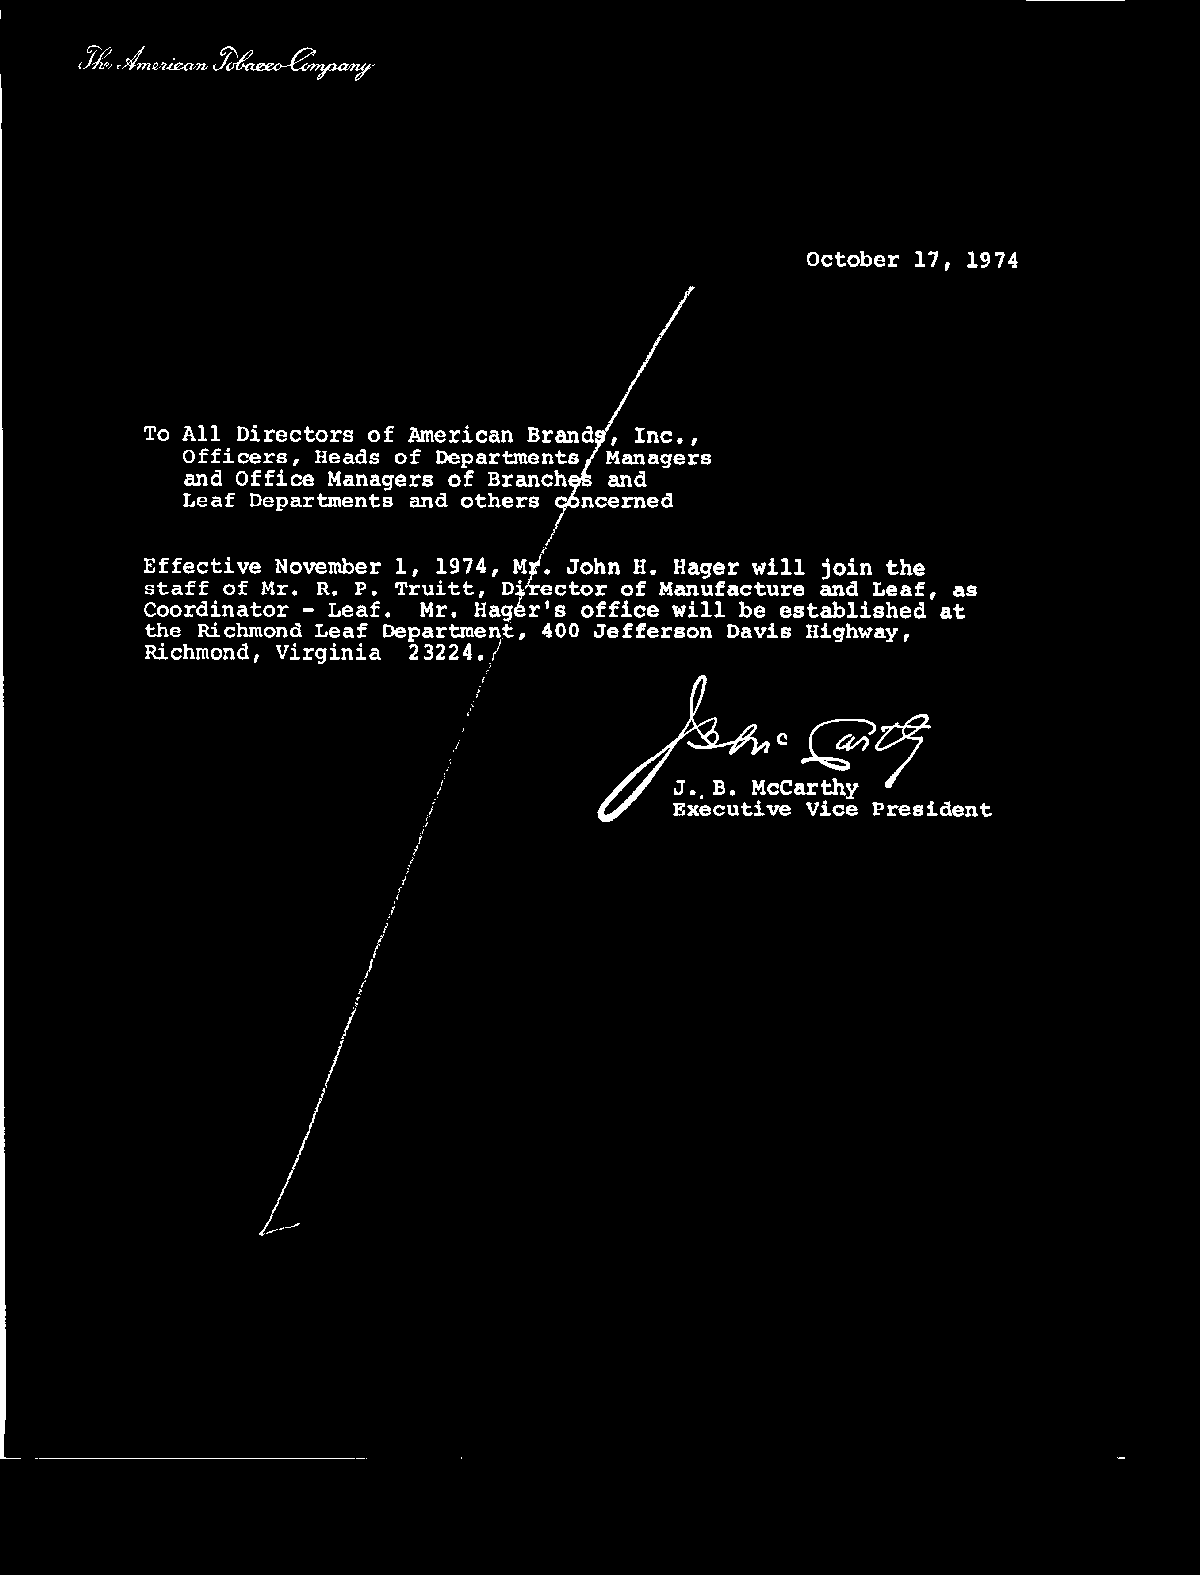 The American Tobacco Company
October 17, 1974
To All Directors of American Brands, Inc.,
Officers, Heads of Departments, Managers
and Office Managers of Branches and
Leaf Departments and others concerned
Effective November 1, 1974, Mr. John H. Hager will join the
staff of Mr. R. P. Truitt, Director of Manufacture and Leaf, as
Coordinator - Leaf. Mr. Hager's office will be established at
the Richmond Leaf Department, 400 Jefferson Davis Highway,
Richmond, Virginia 23224.
JB McCarthy
J. B. McCarthy
Executive Vice President